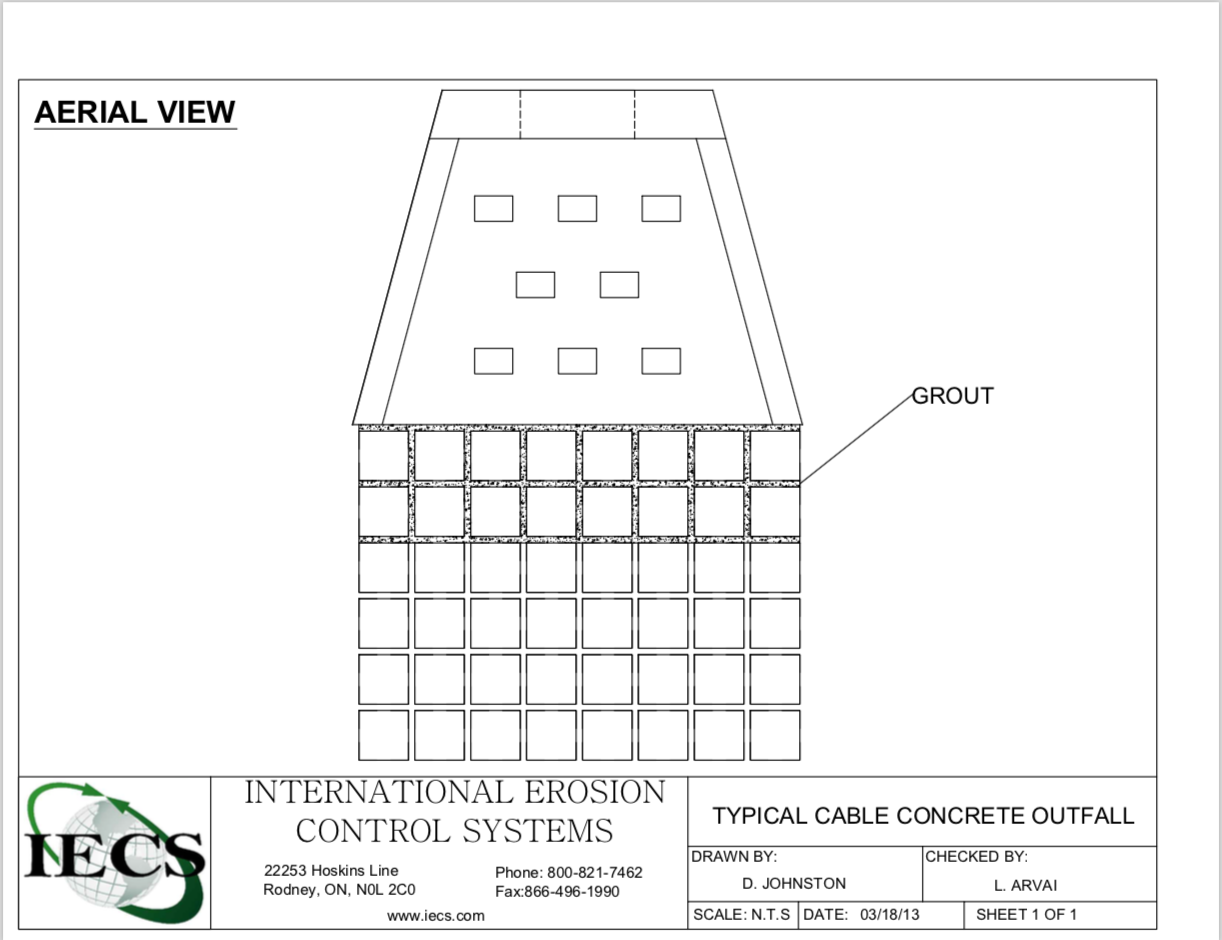 AERIAL VIEW
GROUT
IECS
INTERNATIONAL EROSION
CONTROL SYSTEMS
22253 Hoskins Line
Rodney, ON, N0L 2C0
Phone: 800-821-7462
Fax:866-496-1990
www.iecs.com
TYPICAL CABLE CONCRETE OUTFALL
DRAWN BY:
D. JOHNSTON
CHECKED BY:
L. ARVAI
SCALE: N.T.S
DATE: 03/18/13
SHEET 1 OF 1